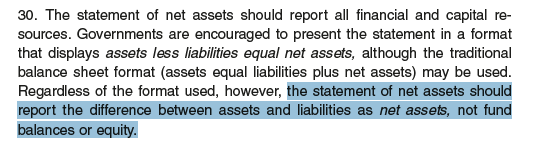 30. The statement of net assets should report all financial and capital re-
sources. Governments are encouraged to present the statement in a format
that displays assets less liabilities equal net assets, although the traditional
balance sheet format (assets equal liabilities plus net assets) may be used.
Regardless of the format used, however, the statement of net assets should
report the difference between assets and liabilities as net assets, not fund
balances or equity.